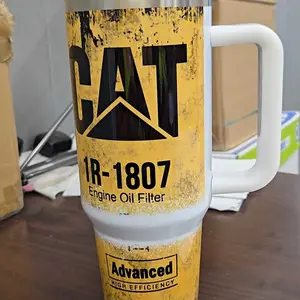 CAT
1R-1807
Engine Oil Filter
Advanced
HIGH EFFICIENCY